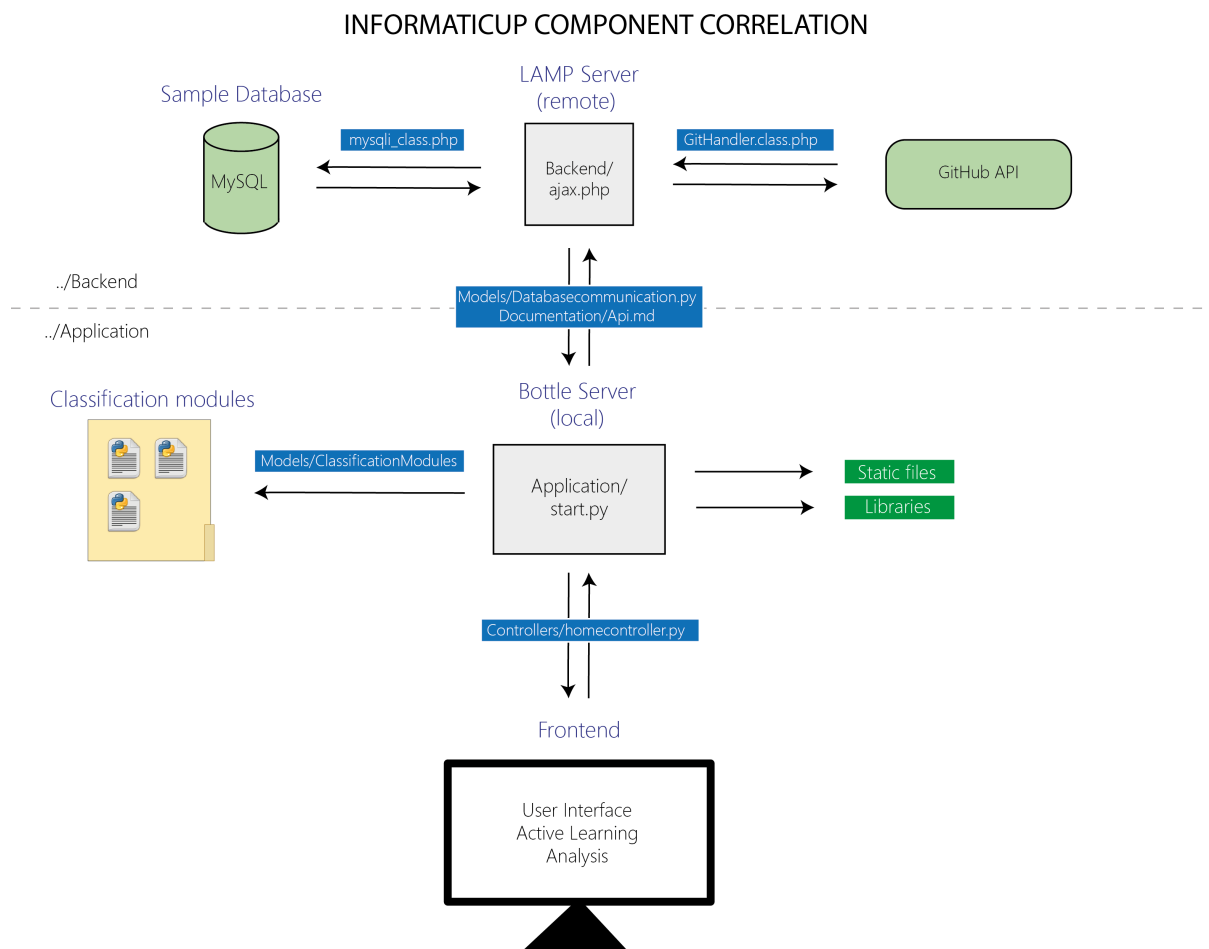 INFORMATICUP COMPONENT CORRELATION
LAMP Server
(remote)
Sample Database
mysqli_class.php
GitHandler.class.php
MySQL
Backend/
ajax.php
GitHub API
../Backend
Models/Databasecommunication.py
Documentation/Api.md
../Application
Bottle Server
(local)
Classification modules
Models/ClassificationModules
Application/
start.py
Static files
Libraries
Controllers/homecontroller.py
Frontend
User Interface
Active Learning
Analysis